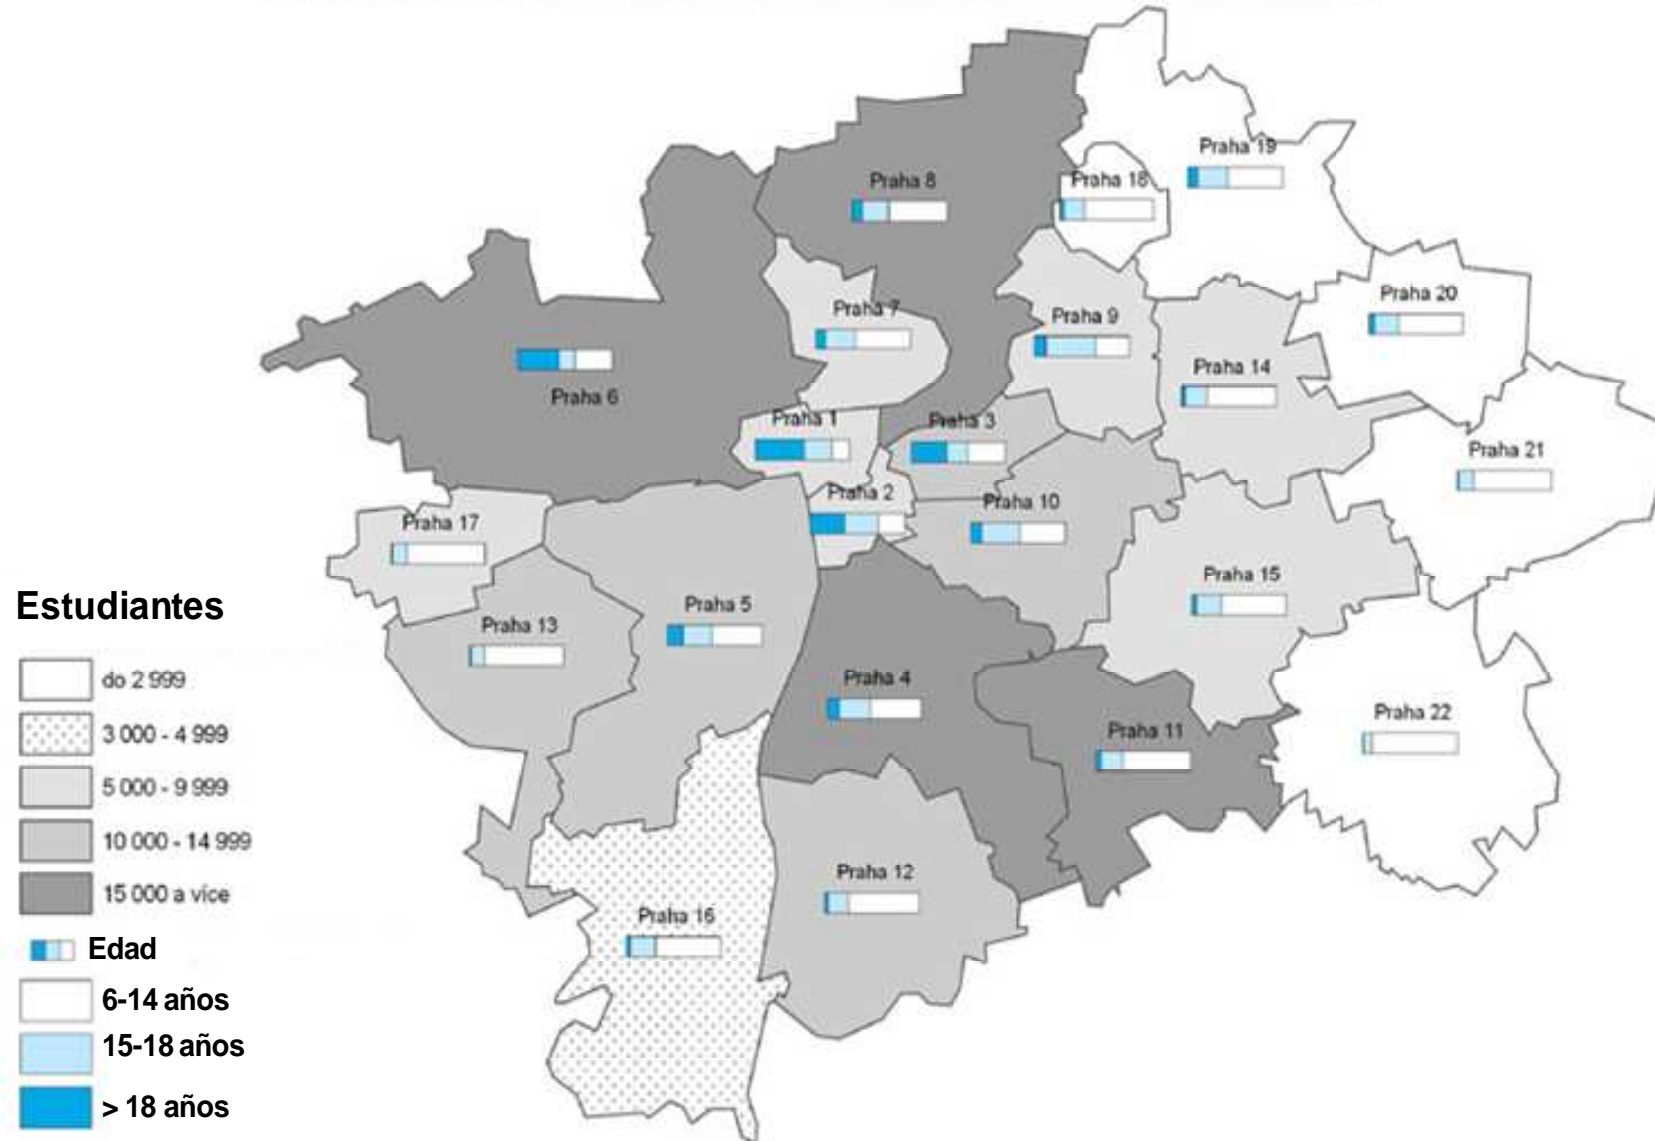 Praha 19
Praha 8
Praha 18
Praha 20
Praha 7
Praha 9
Praha 14
Praha 6
Praha 1
Praha 3
Praha 21
Praha 2
Praha 10
Praha 17
Praha 15
Praha 5
Praha 13
Praha 4
Praha 22
Praha 11
Praha 12
Praha 16
Estudiantes
do 2 999
3 000 - 4 999
5 000 - 9 999
10 000 - 14 999
15 000 a více
Edad
6-14 años
15-18 años
> 18 años